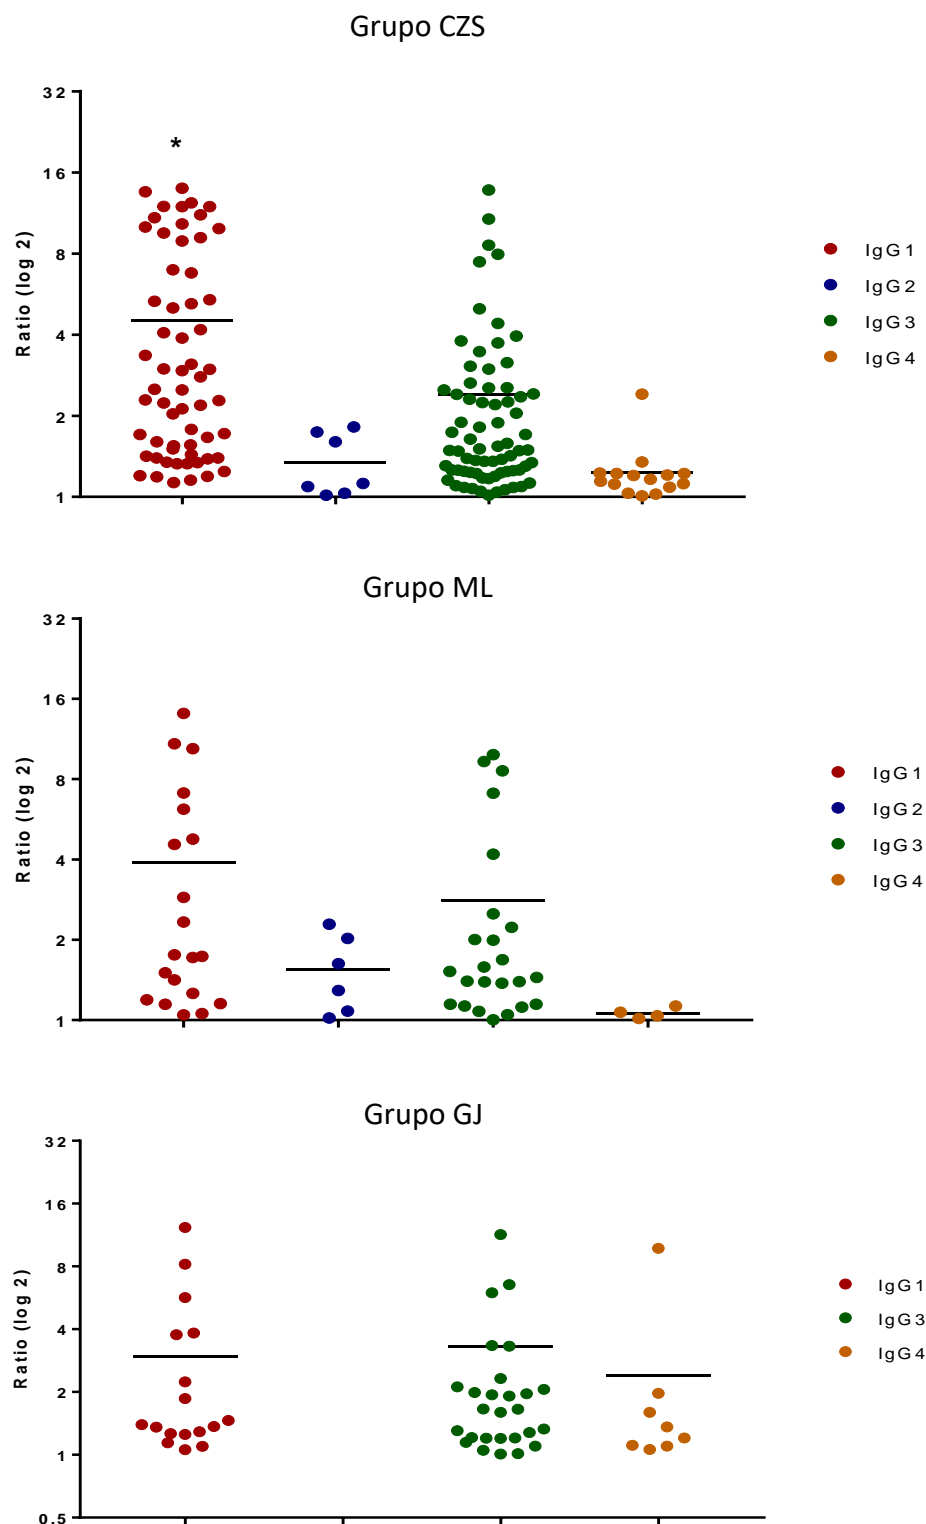 Grupo CZS
32
*
16
8
4
2
1
Ratio (log 2)
IgG1
IgG2
IgG3
IgG4
Grupo ML
32
16
8
4
2
1
Ratio (log 2)
IgG1
IgG2
IgG3
IgG4
Grupo GJ
32
16
8
4
2
1
0.5
Ratio (log 2)
IgG1
IgG3
IgG4